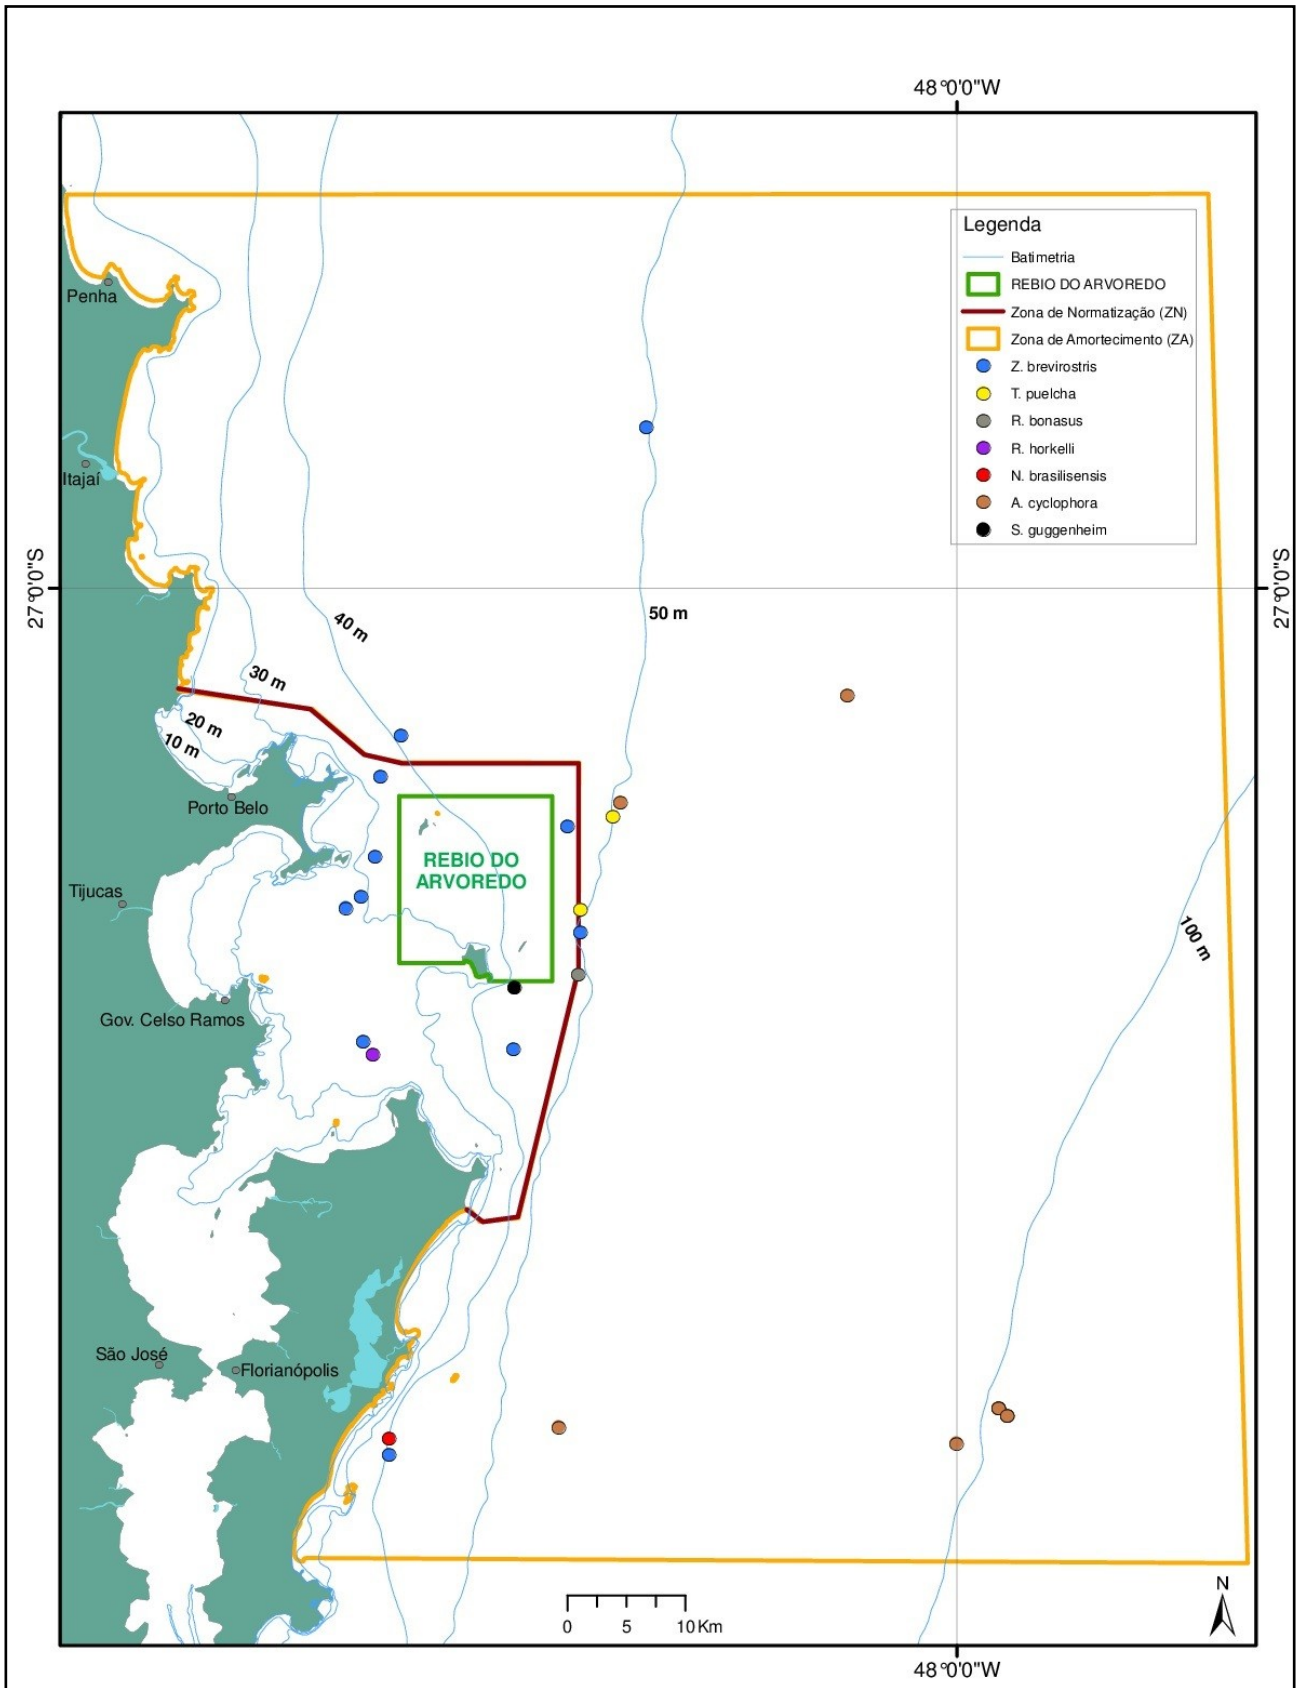 48°0'0"W
Legenda
Batimetria
REBIO DO ARVOREDO
Zona de Normatização (ZN)
Zona de Amortecimento (ZA)
Z. brevirostris
T. puelcha
R. bonasus
R. horkelli
N. brasilisensis
A. cyclophora
S. guggenheim
Penha
Itajaí
27°0'0"S
27°0'0"S
50 m
40 m
30 m
20 m
10 m
Porto Belo
REBIO DO
ARVOREDO
Tijucas
100 m
Gov. Celso Ramos
São José
Florianópolis
N
0 5 10 Km
48°0'0"W